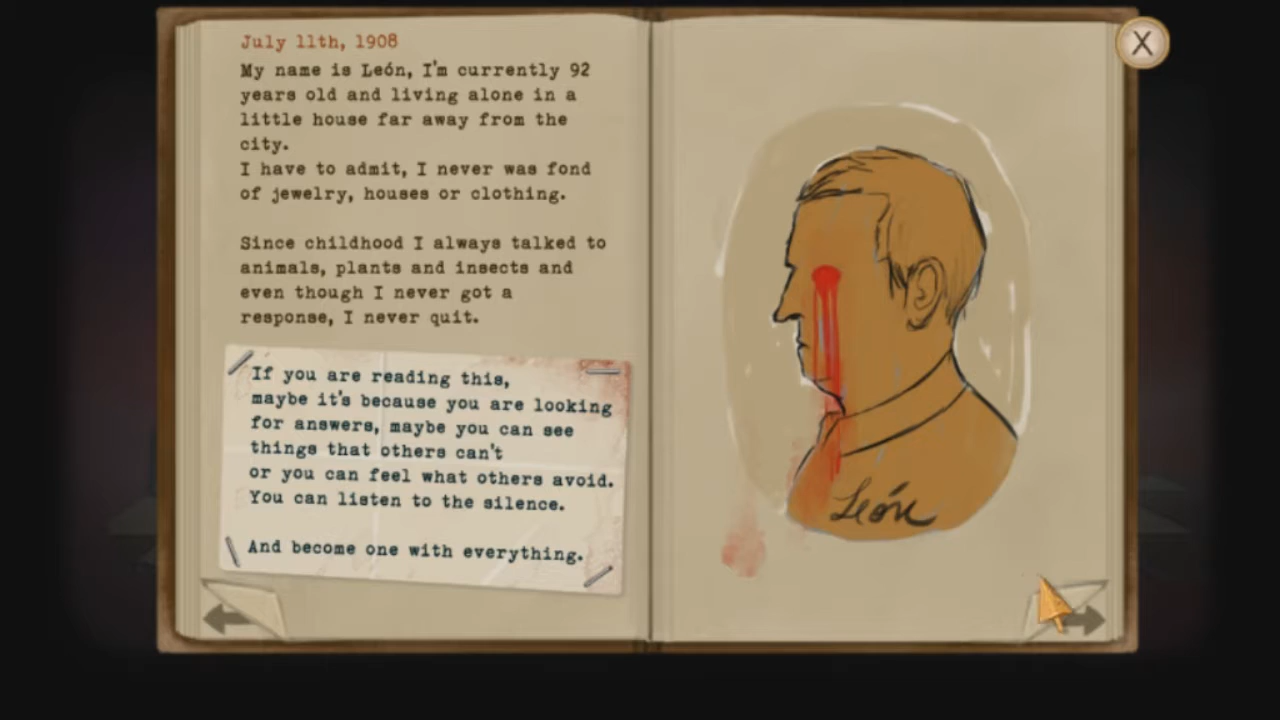 July 11th, 1908
My name is León, I'm currently 92
years old and living alone in a
little house far away from the
city.
I have to admit, I never was fond
of jewelry, houses or clothing.
Since childhood I always talked to
animals, plants and insects and
even though I never got a
response, I never quit.
If you are reading this,
maybe it's because you are looking
for answers, maybe you can see
things that others can't
or you can feel what others avoid.
You can listen to the silence.
And become one with everything.
León
X